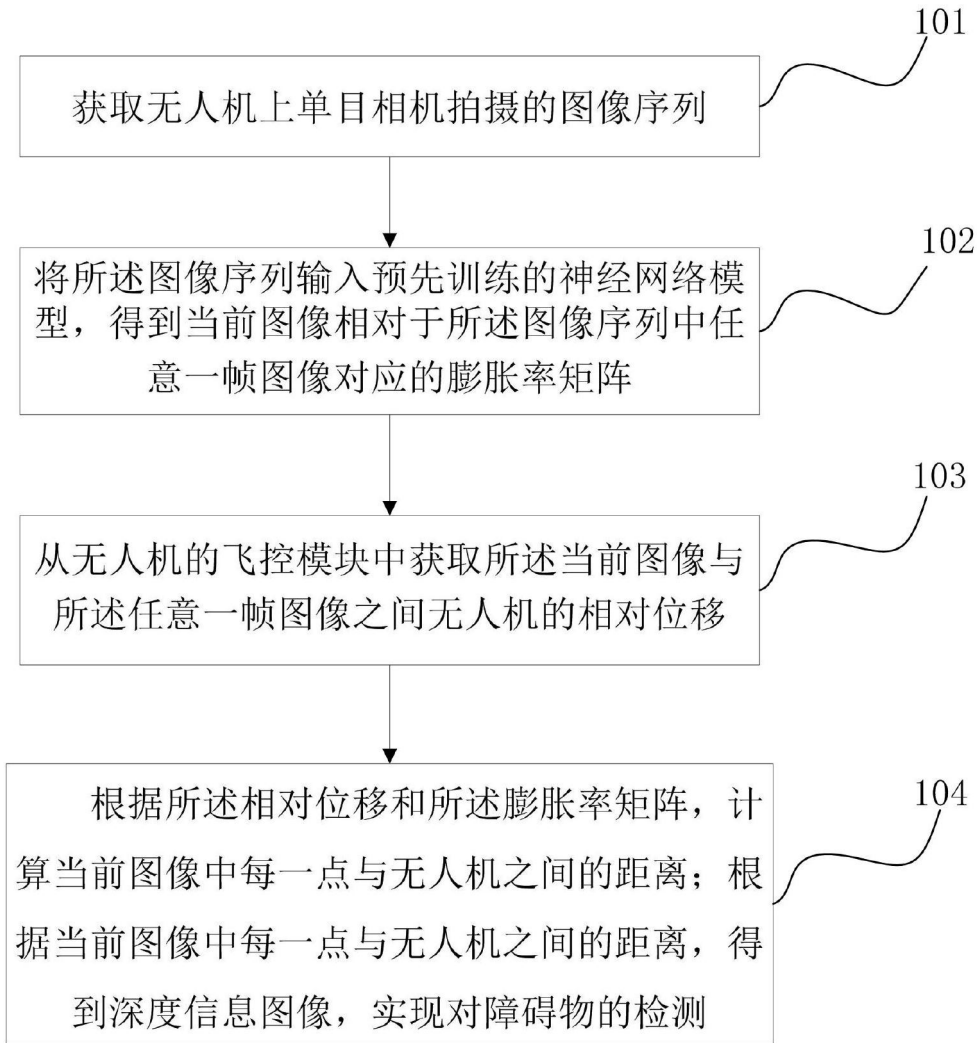 101
获取无人机上单目相机拍摄的图像序列
102
将所述图像序列输入预先训练的神经网络模
型，得到当前图像相对于所述图像序列中任
意一帧图像对应的膨胀率矩阵
103
从无人机的飞控模块中获取所述当前图像与
所述任意一帧图像之间无人机的相对位移
104
根据所述相对位移和所述膨胀率矩阵，计
算当前图像中每一点与无人机之间的距离；根
据当前图像中每一点与无人机之间的距离，得
到深度信息图像，实现对障碍物的检测